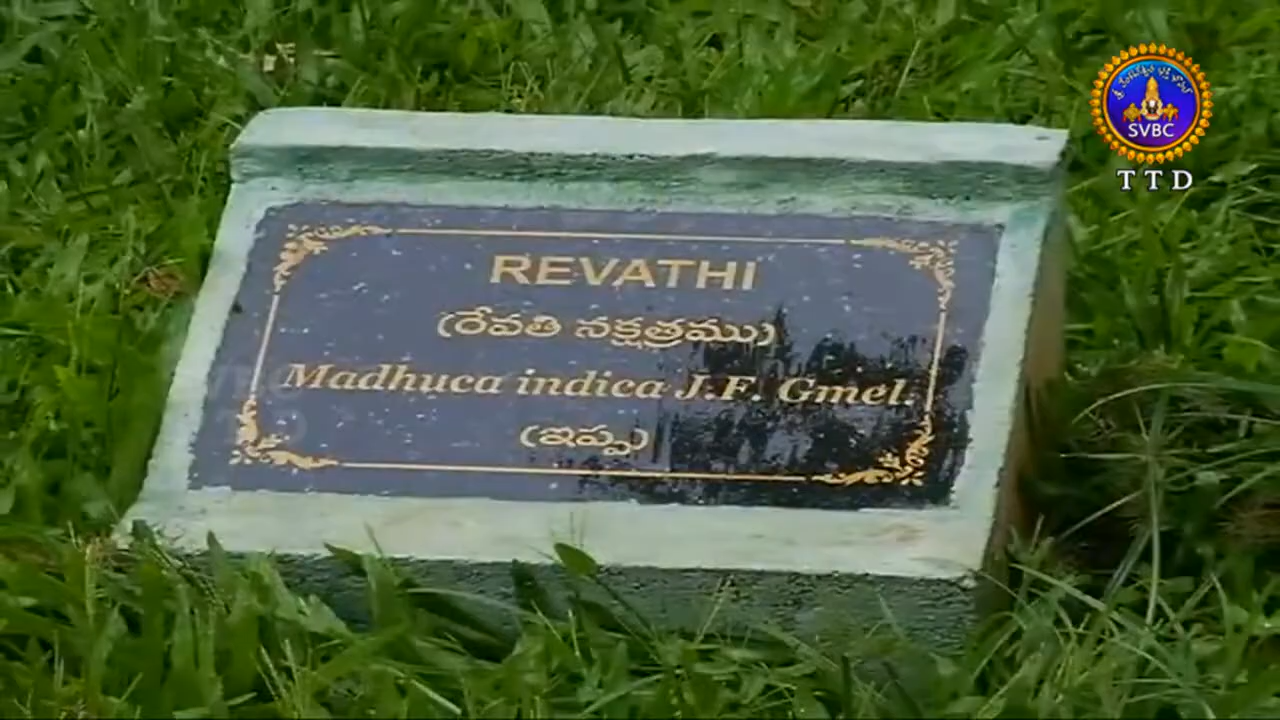 REVATHI
(రేవతి నక్షత్రము)
Madhuca indica J.F. Gmel.
(ఇప్ప)
SVBC
TTD